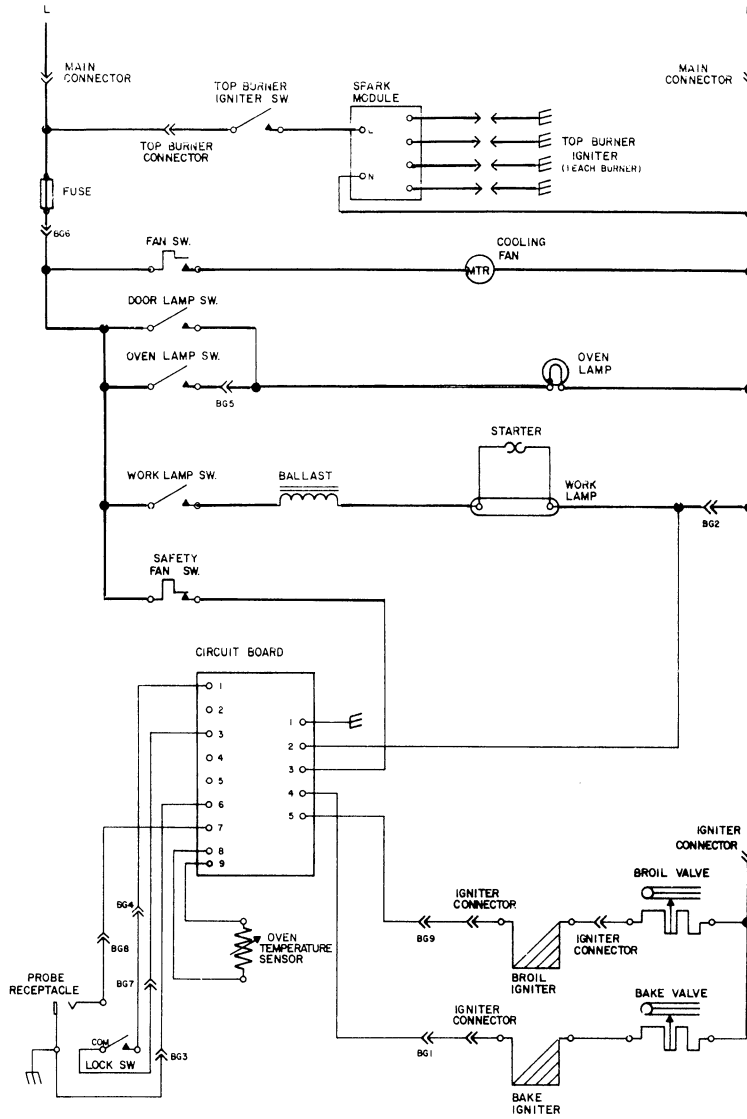 L
MAIN
CONNECTOR
TOP BURNER
IGNITER SW
SPARK
MODULE
MAIN
CONNECTOR
L
TOP BURNER
CONNECTOR
TOP BURNER
IGNITER
(1 EACH BURNER)
N
FUSE
BG6
FAN SW.
COOLING
FAN
MTR
DOOR LAMP SW.
OVEN LAMP SW.
BG5
OVEN
LAMP
STARTER
WORK LAMP SW.
BALLAST
WORK
LAMP
BG2
SAFETY
FAN SW.
CIRCUIT BOARD
1
2
3
4
5
6
7
8
9
1
2
3
4
5
IGNITER
CONNECTOR
BROIL VALVE
IGNITER
CONNECTOR
BG4
BG9
IGNITER
CONNECTOR
BROIL
IGNITER
OVEN
TEMPERATURE
SENSOR
BG8
BG7
PROBE
RECEPTACLE
BAKE VALVE
IGNITER
CONNECTOR
COM
LOCK SW
BG3
BG1
BAKE
IGNITER